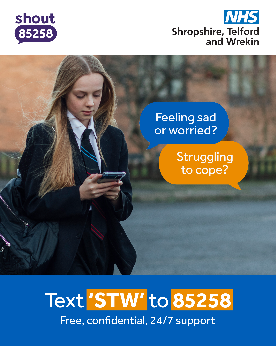 shout
85258
NHS
Shropshire, Telford
and Wrekin
Feeling sad
or worried?
Struggling
to cope?
Text 'STW' to 85258
Free, confidential, 24/7 support